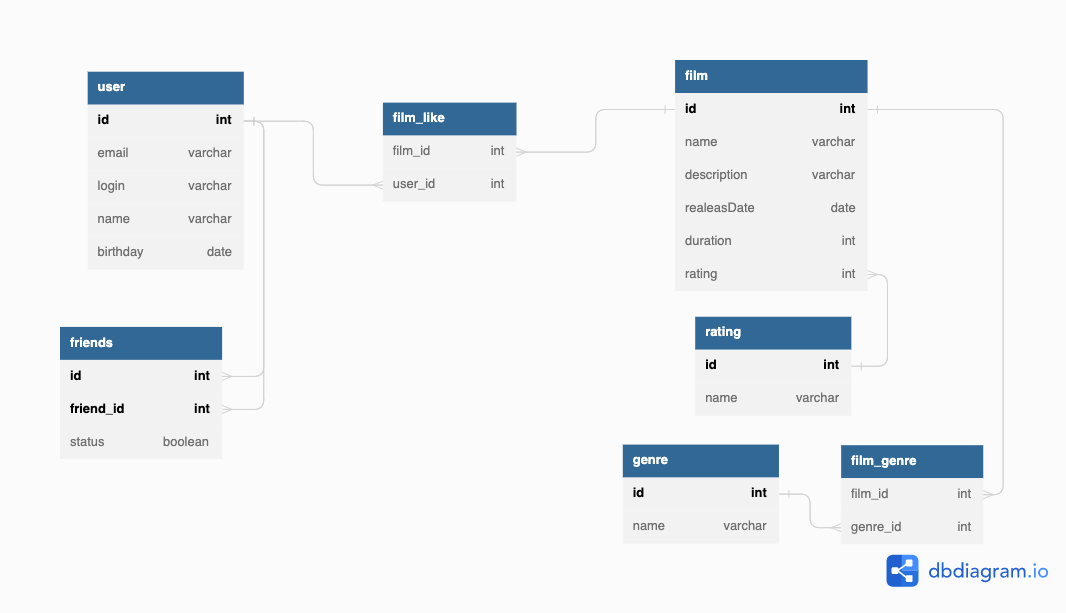 user
id int
email varchar
login varchar
name varchar
birthday date
friends
id int
friend_id int
status boolean
film_like
film_id int
user_id int
film
id int
name varchar
description varchar
realeasDate date
duration int
rating int
rating
id int
name varchar
genre
id int
name varchar
film_genre
film_id int
genre_id int
dbdiagram.io